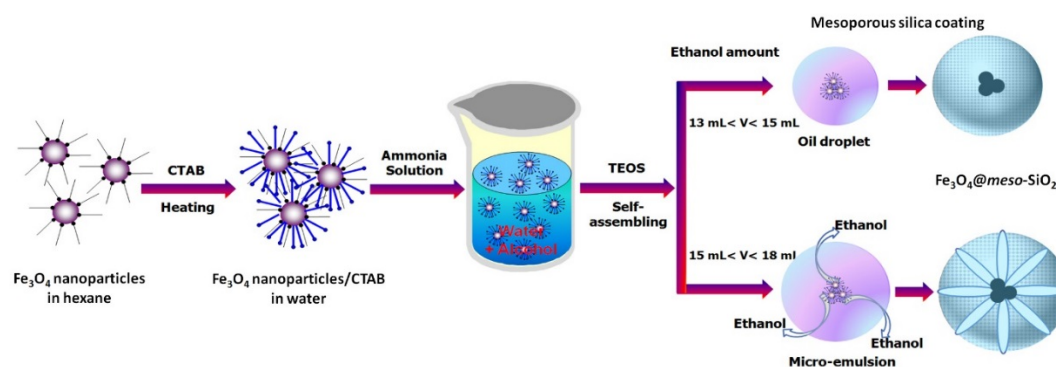 Fe₃O₄ nanoparticles
in hexane
CTAB
Heating
Fe₃O₄ nanoparticles/CTAB
in water
Ammonia
Solution
Water
+ Alcohol
TEOS
Self-
assembling
Ethanol amount
13 mL< V< 15 mL
Oil droplet
Mesoporous silica coating
Fe₃O₄@meso-SiO₂
15 mL< V< 18 mL
Ethanol
Ethanol
Ethanol
Micro-emulsion